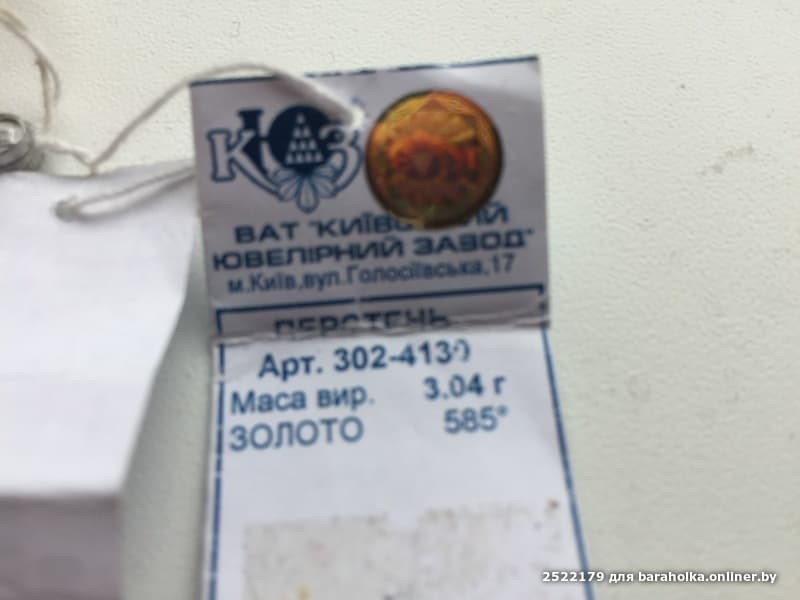 КЮЗ
ВАТ "КИЇВСЬКИЙ
ЮВЕЛІРНИЙ ЗАВОД"
м.Київ,вул.Голосіївська,17
ПЕРСТЕНЬ
Арт. 302-4130
Маса вир. 3.04 г
ЗОЛОТО 585°
2522179 для baraholka.onliner.by